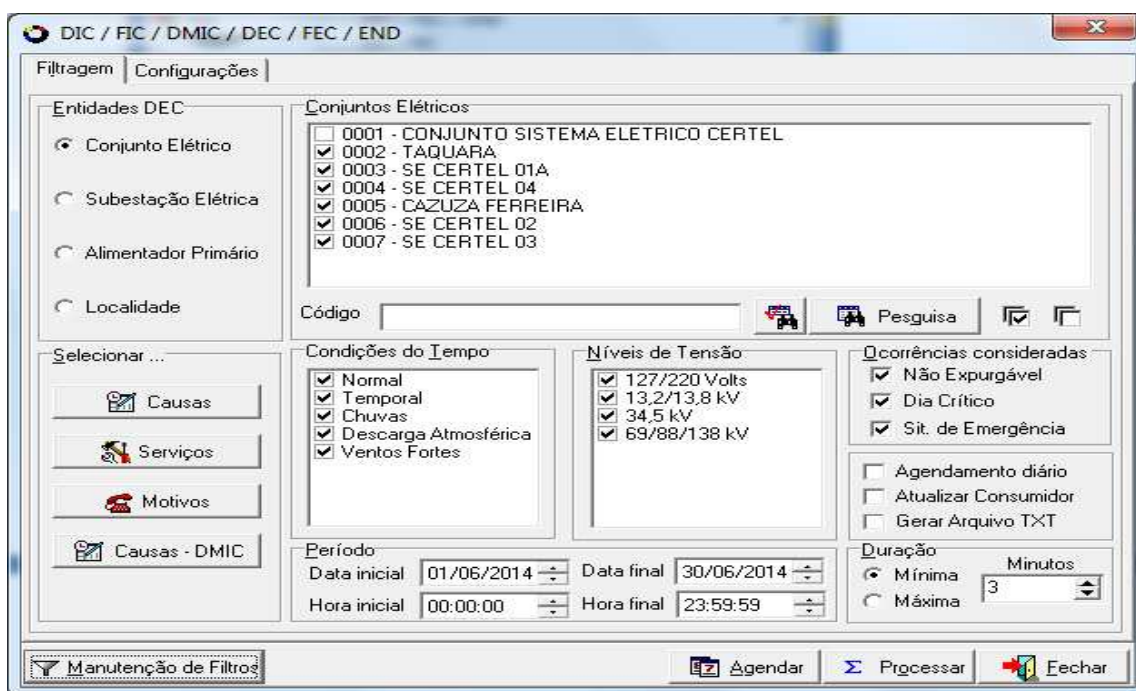 DIC / FIC / DMIC / DEC / FEC / END
Filtragem
Configurações
Entidades DEC
Conjunto Elétrico
Subestação Elétrica
Alimentador Primário
Localidade
Conjuntos Elétricos
0001 - CONJUNTO SISTEMA ELETRICO CERTEL
0002 - TAQUARA
0003 - SE CERTEL 01A
0004 - SE CERTEL 04
0005 - CAZUZA FERREIRA
0006 - SE CERTEL 02
0007 - SE CERTEL 03
Código
Pesquisa
Selecionar ...
Causas
Serviços
Motivos
Causas - DMIC
Condições do Tempo
Normal
Temporal
Chuvas
Descarga Atmosférica
Ventos Fortes
Níveis de Tensão
127/220 Volts
13,2/13,8 kV
34,5 kV
69/88/138 kV
Ocorrências consideradas
Não Expurgável
Dia Crítico
Sit. de Emergência
Agendamento diário
Atualizar Consumidor
Gerar Arquivo TXT
Período
Data inicial 01/06/2014 Data final 30/06/2014
Hora inicial 00:00:00 Hora final 23:59:59
Duração
Minutos
Mínima 3
Máxima
Manutenção de Filtros
Agendar
Σ Processar
Fechar